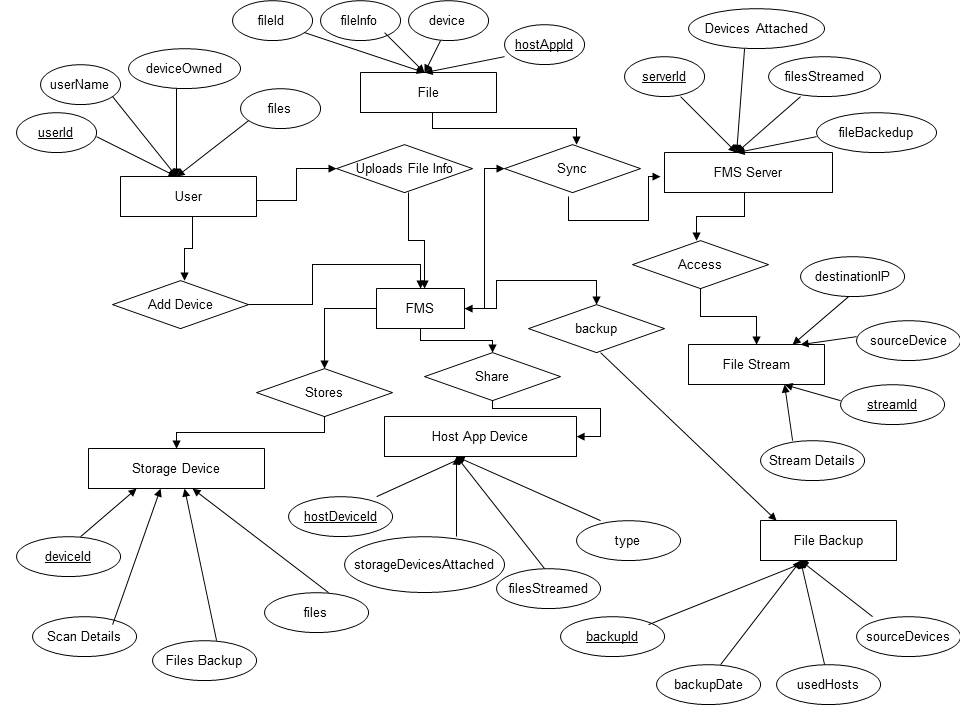 fileId
fileInfo
device
hostAppId
Devices Attached
deviceOwned
userName
serverId
filesStreamed
File
files
userId
fileBackedup
Uploads File Info
Sync
FMS Server
User
Access
destinationIP
Add Device
FMS
backup
sourceDevice
File Stream
Share
Stores
streamId
Host App Device
Stream Details
Storage Device
hostDeviceId
type
File Backup
deviceId
storageDevicesAttached
filesStreamed
files
Scan Details
backupId
sourceDevices
Files Backup
backupDate
usedHosts